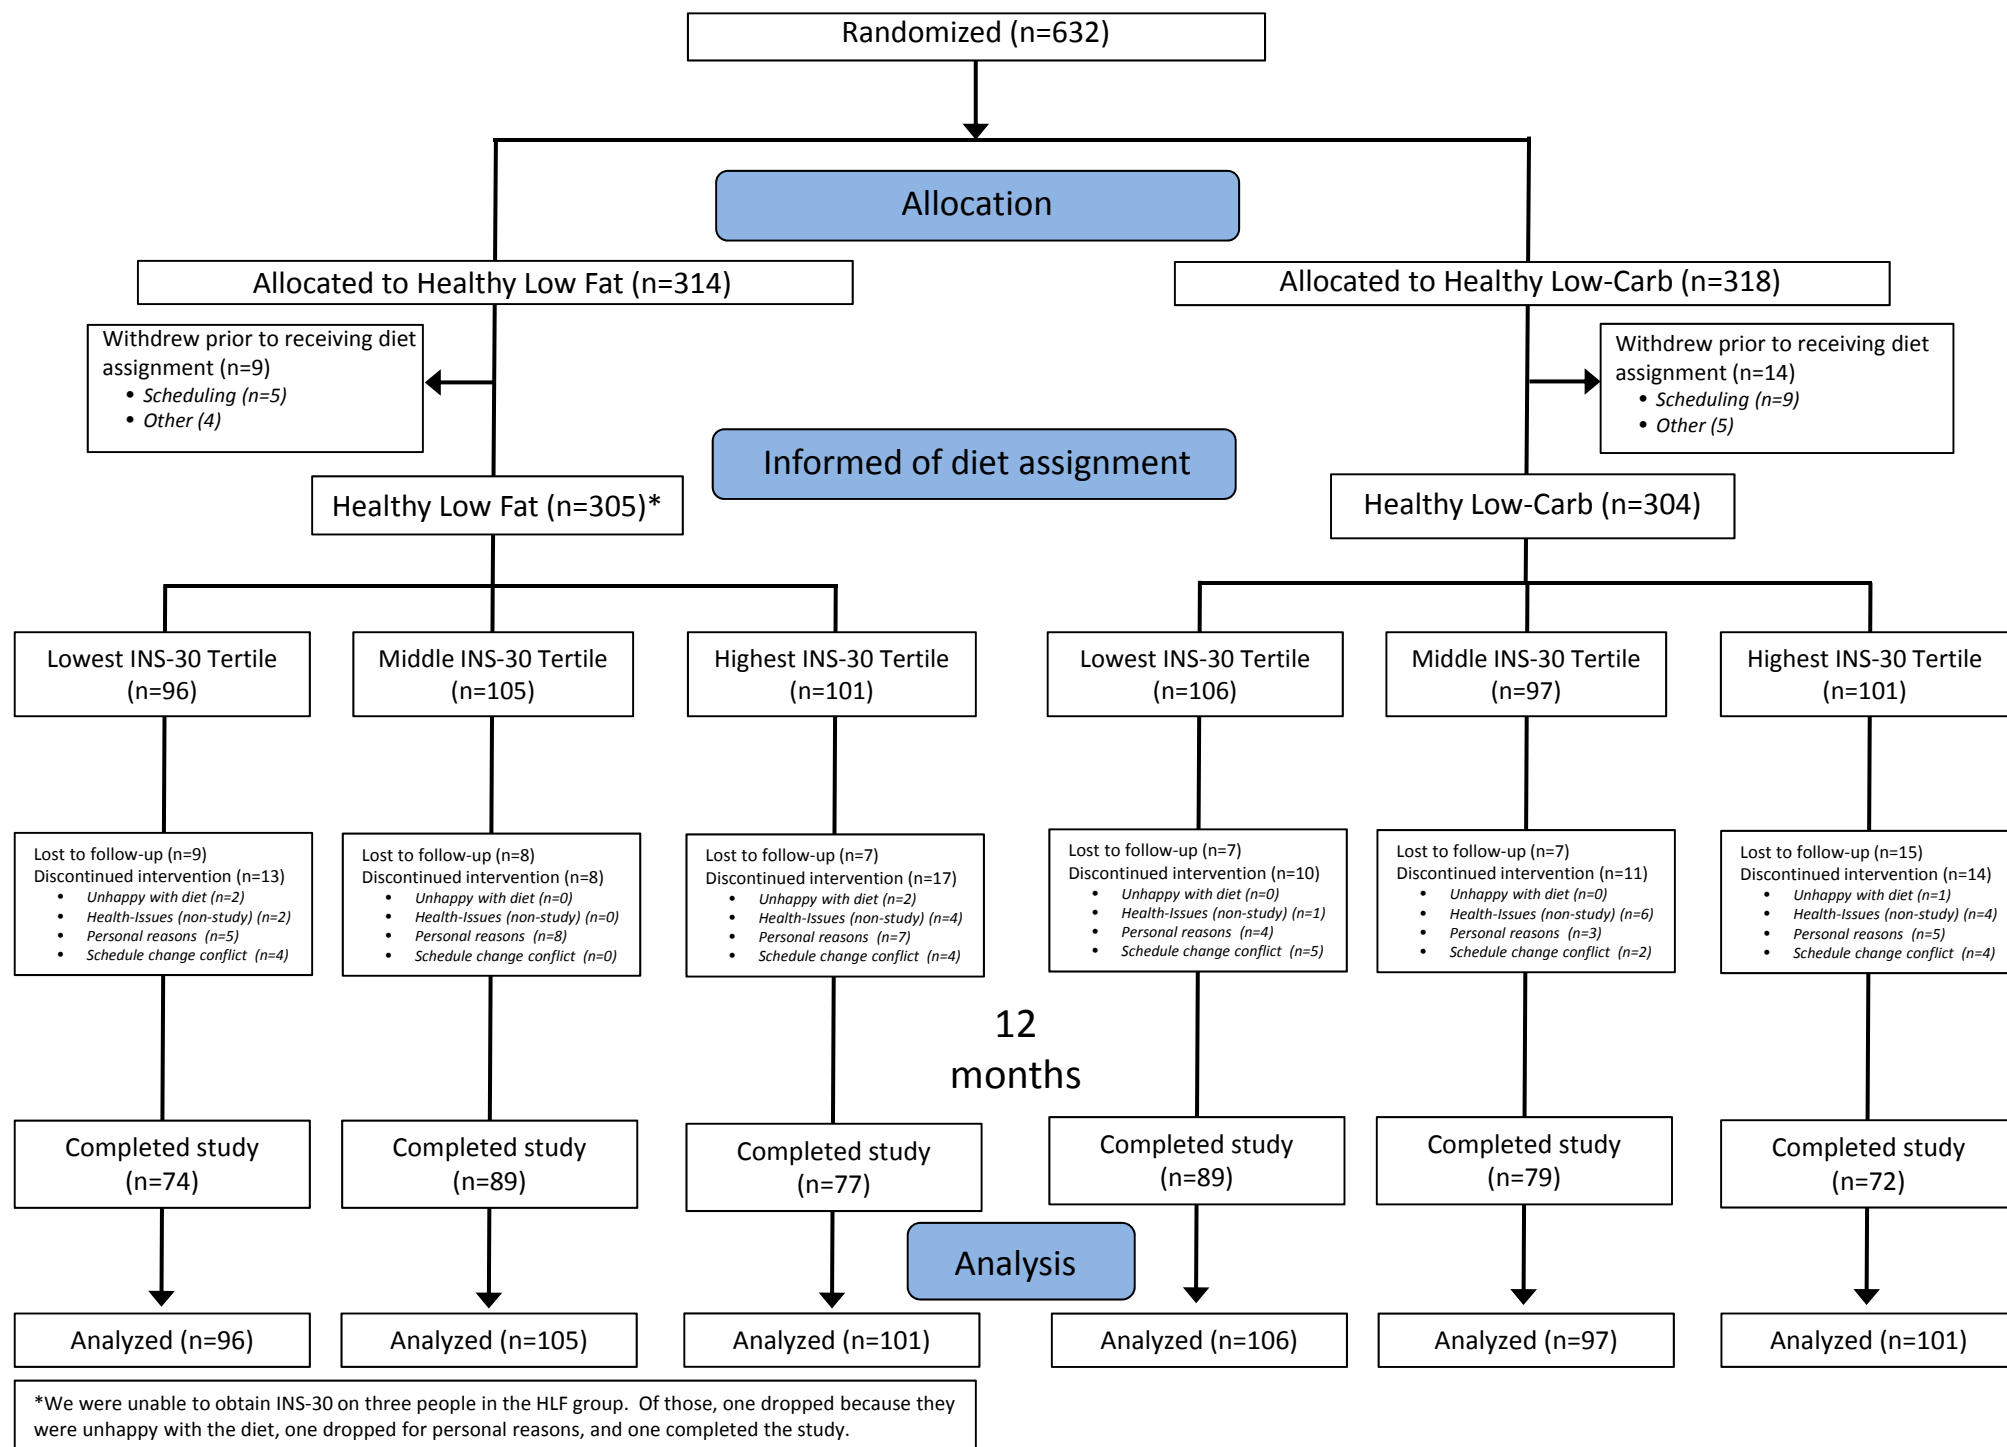 Randomized (n=632)
Allocation
Allocated to Healthy Low Fat (n=314)
Allocated to Healthy Low-Carb (n=318)
Withdrew prior to receiving diet
assignment (n=9)
• Scheduling (n=5)
• Other (4)
Withdrew prior to receiving diet
assignment (n=14)
• Scheduling (n=9)
• Other (5)
Informed of diet assignment
Healthy Low Fat (n=305)*
Healthy Low-Carb (n=304)
Lowest INS-30 Tertile
(n=96)
Middle INS-30 Tertile
(n=105)
Highest INS-30 Tertile
(n=101)
Lowest INS-30 Tertile
(n=106)
Middle INS-30 Tertile
(n=97)
Highest INS-30 Tertile
(n=101)
Lost to follow-up (n=9)
Discontinued intervention (n=13)
• Unhappy with diet (n=2)
• Health-Issues (non-study) (n=2)
• Personal reasons (n=5)
• Schedule change conflict (n=4)
Lost to follow-up (n=8)
Discontinued intervention (n=8)
• Unhappy with diet (n=0)
• Health-Issues (non-study) (n=0)
• Personal reasons (n=8)
• Schedule change conflict (n=0)
Lost to follow-up (n=7)
Discontinued intervention (n=17)
• Unhappy with diet (n=2)
• Health-Issues (non-study) (n=4)
• Personal reasons (n=7)
• Schedule change conflict (n=4)
Lost to follow-up (n=7)
Discontinued intervention (n=10)
• Unhappy with diet (n=0)
• Health-Issues (non-study) (n=1)
• Personal reasons (n=4)
• Schedule change conflict (n=5)
Lost to follow-up (n=7)
Discontinued intervention (n=11)
• Unhappy with diet (n=0)
• Health-Issues (non-study) (n=6)
• Personal reasons (n=3)
• Schedule change conflict (n=2)
Lost to follow-up (n=15)
Discontinued intervention (n=14)
• Unhappy with diet (n=1)
• Health-Issues (non-study) (n=4)
• Personal reasons (n=5)
• Schedule change conflict (n=4)
12
months
Completed study
(n=74)
Completed study
(n=89)
Completed study
(n=77)
Completed study
(n=89)
Completed study
(n=79)
Completed study
(n=72)
Analysis
Analyzed (n=96)
Analyzed (n=105)
Analyzed (n=101)
Analyzed (n=106)
Analyzed (n=97)
Analyzed (n=101)
*We were unable to obtain INS-30 on three people in the HLF group. Of those, one dropped because they
were unhappy with the diet, one dropped for personal reasons, and one completed the study.